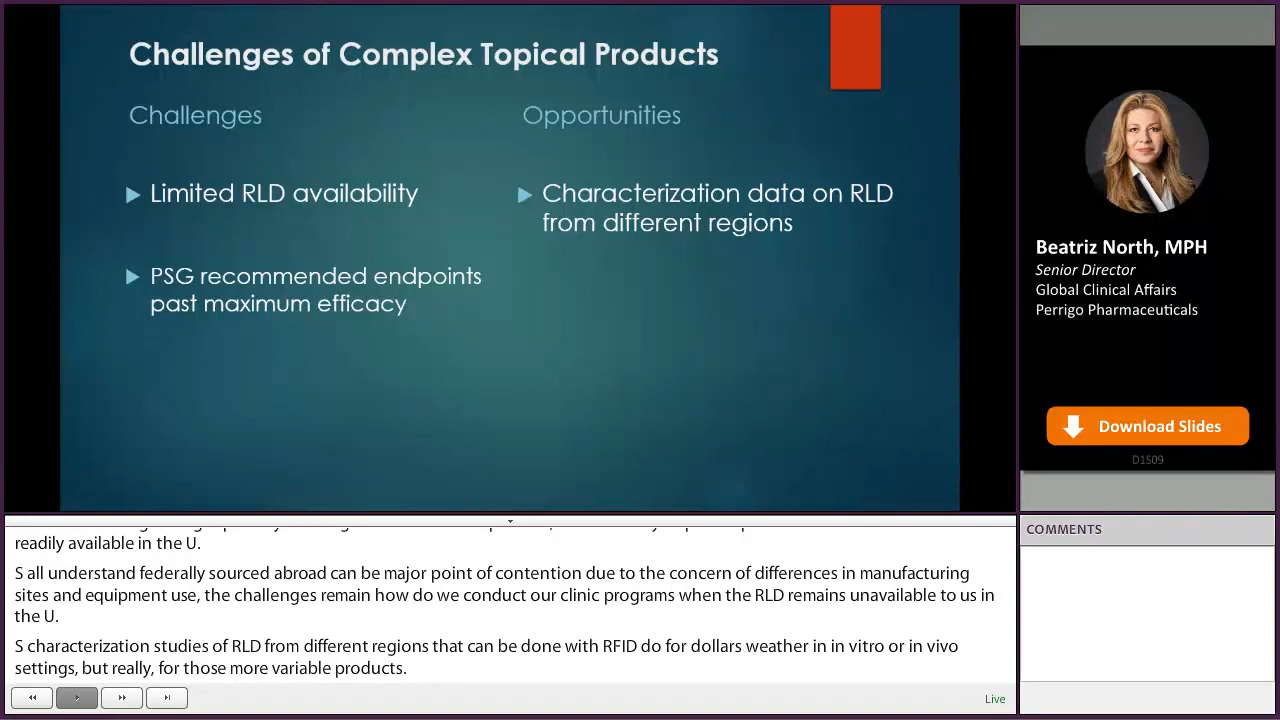 Challenges of Complex Topical Products
Challenges
Opportunities
Limited RLD availability
PSG recommended endpoints
past maximum efficacy
Characterization data on RLD
from different regions
Beatriz North, MPH
Senior Director
Global Clinical Affairs
Perrigo Pharmaceuticals
Download Slides
D1S09
readily available in the U.
S all understand federally sourced abroad can be major point of contention due to the concern of differences in manufacturing
sites and equipment use, the challenges remain how do we conduct our clinic programs when the RLD remains unavailable to us in
the U.
S characterization studies of RLD from different regions that can be done with RFID do for dollars weather in in vitro or in vivo
settings, but really, for those more variable products.
Live
COMMENTS